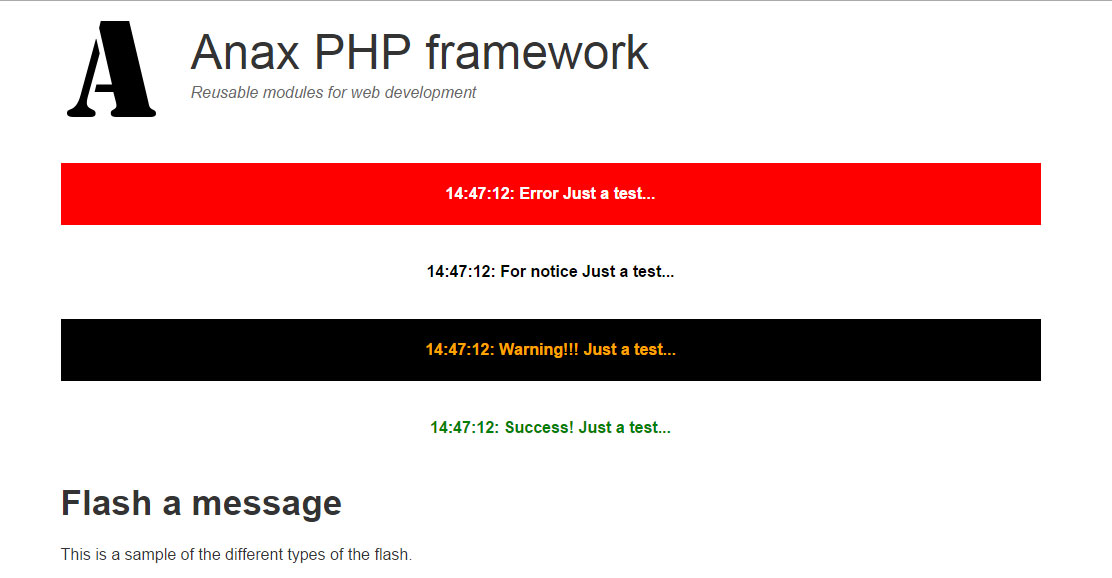 A
Anax PHP framework
Reusable modules for web development
14:47:12: Error Just a test...
14:47:12: For notice Just a test...
14:47:12: Warning!!! Just a test...
14:47:12: Success! Just a test...
Flash a message
This is a sample of the different types of the flash.